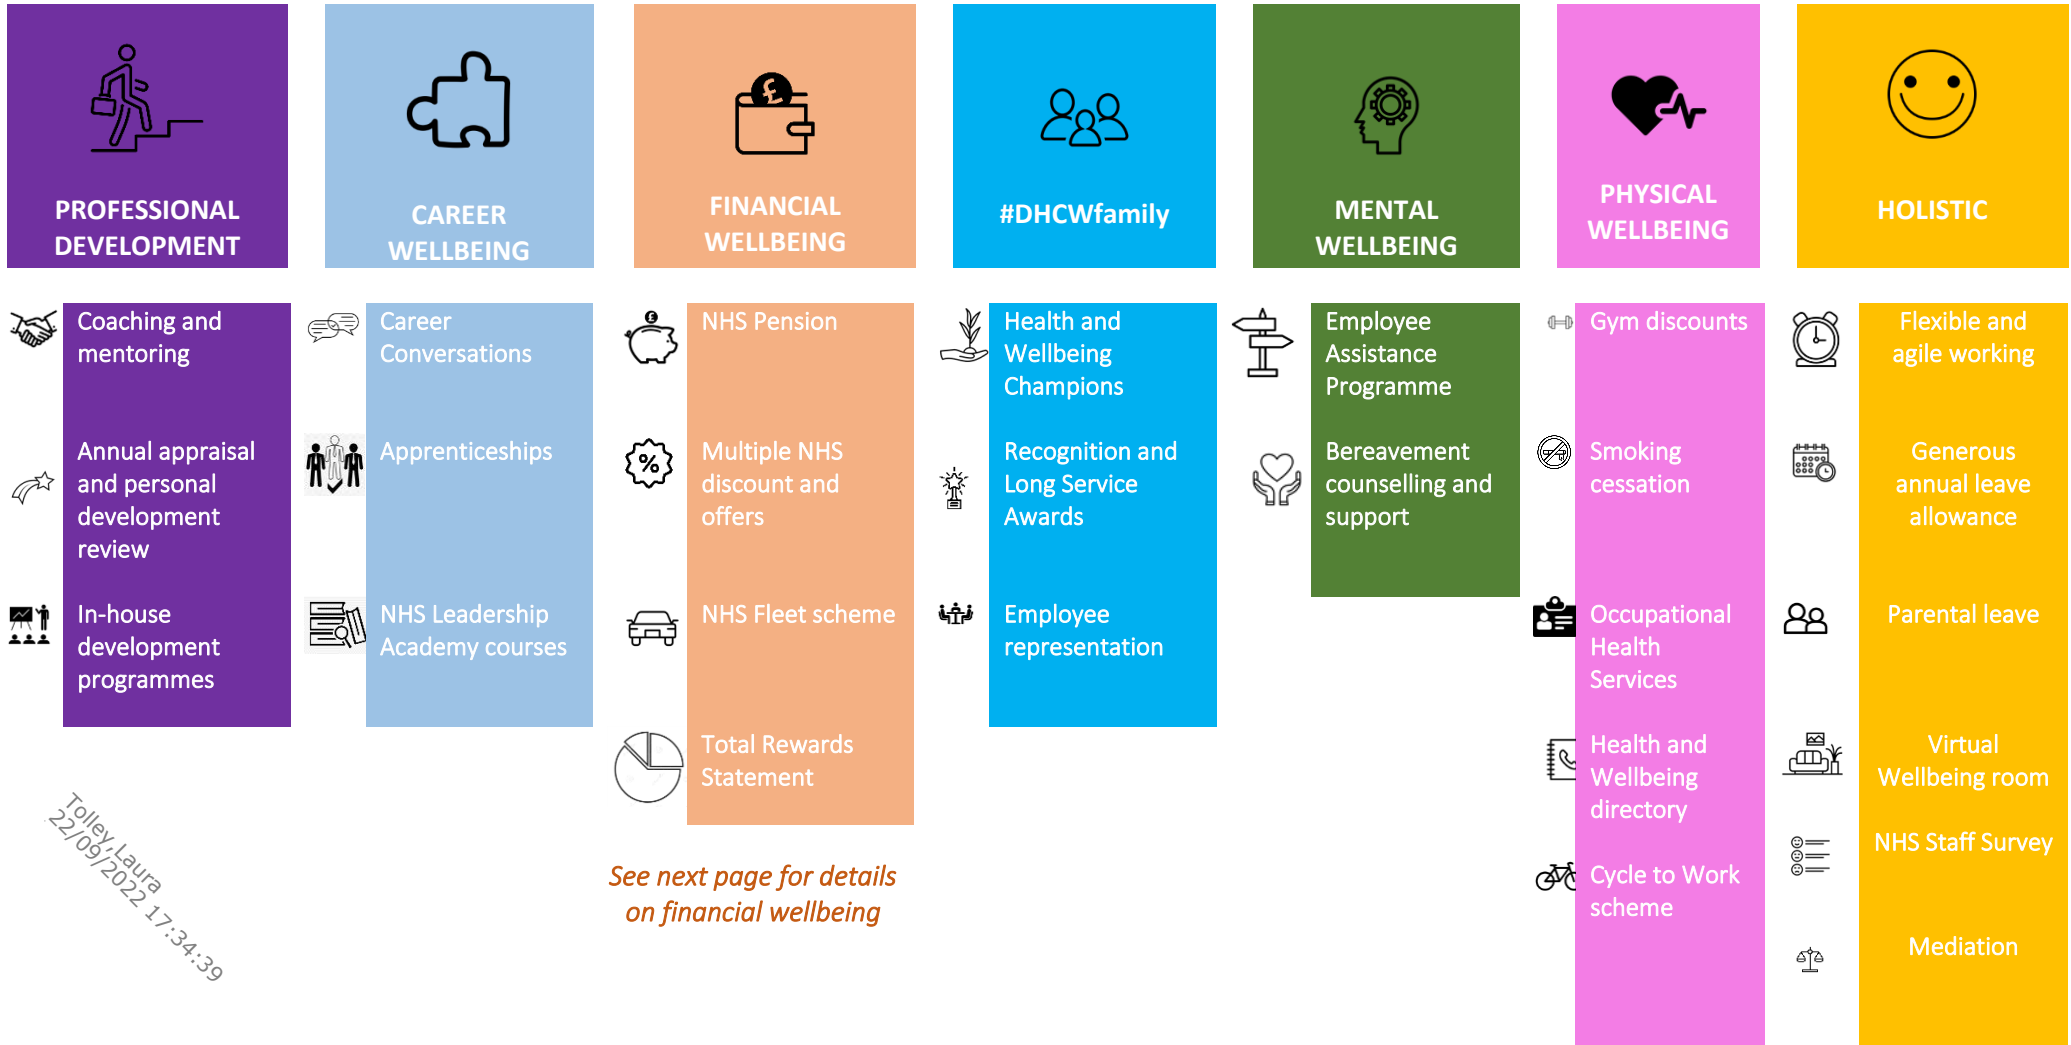 PROFESSIONAL
DEVELOPMENT
Coaching and
mentoring
Annual appraisal
and personal
development
review
In-house
development
programmes
CAREER
WELLBEING
Career
Conversations
Apprenticeships
NHS Leadership
Academy courses
FINANCIAL
WELLBEING
NHS Pension
Multiple NHS
discount and
offers
NHS Fleet scheme
Total Rewards
Statement
See next page for details
on financial wellbeing
#DHCWfamily
Health and
Wellbeing
Champions
Recognition and
Long Service
Awards
Employee
representation
MENTAL
WELLBEING
Employee
Assistance
Programme
Bereavement
counselling and
support
PHYSICAL
WELLBEING
Gym discounts
Smoking
cessation
Occupational
Health
Services
Health and
Wellbeing
directory
Cycle to Work
scheme
HOLISTIC
Flexible and
agile working
Generous
annual leave
allowance
Parental leave
Virtual
Wellbeing room
NHS Staff Survey
Mediation
Tolley,Laura
22/09/2022 17:34:39